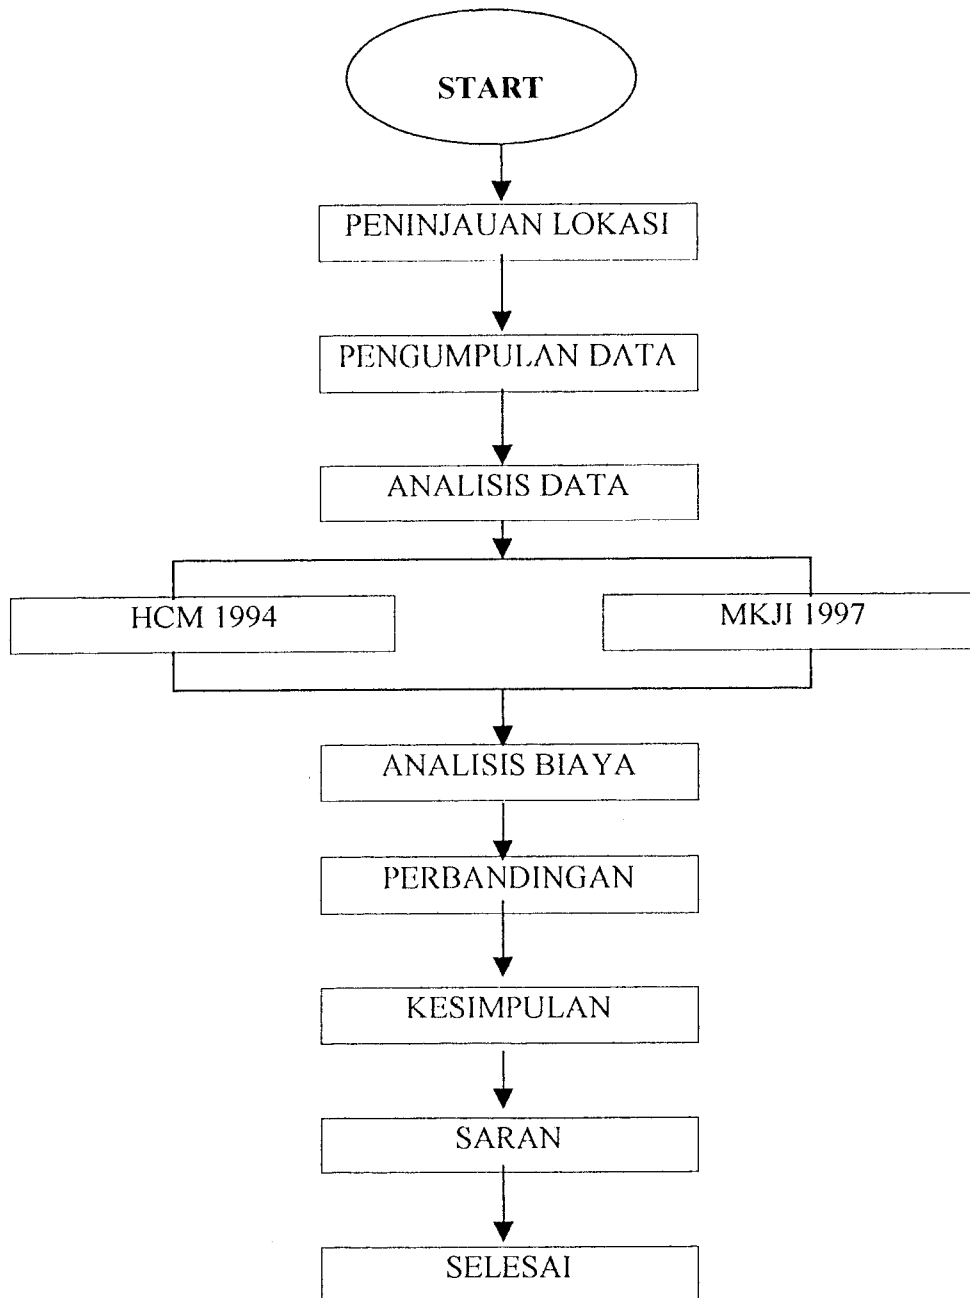 START
PENINJAUAN LOKASI
PENGUMPULAN DATA
ANALISIS DATA
HCM 1994
MKJI 1997
ANALISIS BIAYA
PERBANDINGAN
KESIMPULAN
SARAN
SELESAI